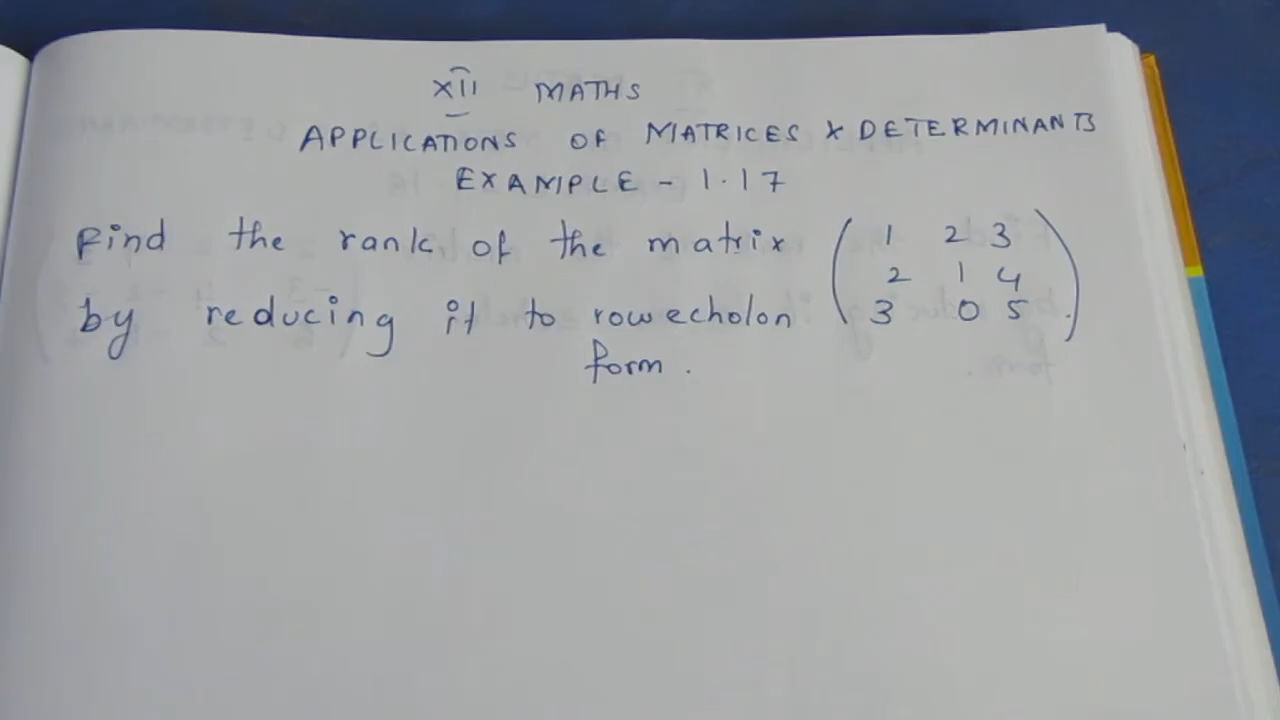 XII MATHS
APPLICATIONS OF MATRICES & DETERMINANTS
EXAMPLE - 1.17
Find the rank of the matrix
1 2 3
2 1 4
3 0 5
by reducing it to row echolon
form.